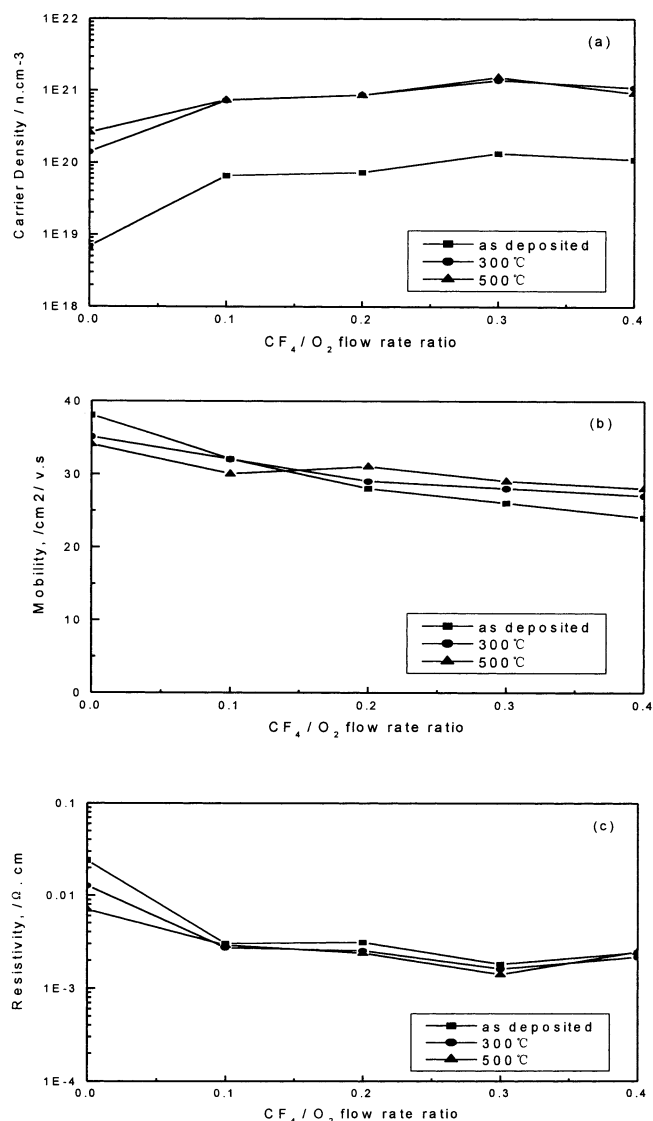 1E22
(a)
1E21
1E20
1E19
1E18
Carrier Density / n.cm-3
as deposited
300℃
500℃
0.0 0.1 0.2 0.3 0.4
CF4 / O2 flow rate ratio
40
(b)
30
20
10
0
Mobility, /cm2/ v.s
as deposited
300℃
500℃
0.0 0.1 0.2 0.3 0.4
CF4 / O2 flow rate ratio
0.1
(c)
0.01
1E-3
1E-4
Resistivity, /Ω. cm
as deposited
300℃
500℃
0.0 0.1 0.2 0.3 0.4
CF4 / O2 flow rate ratio